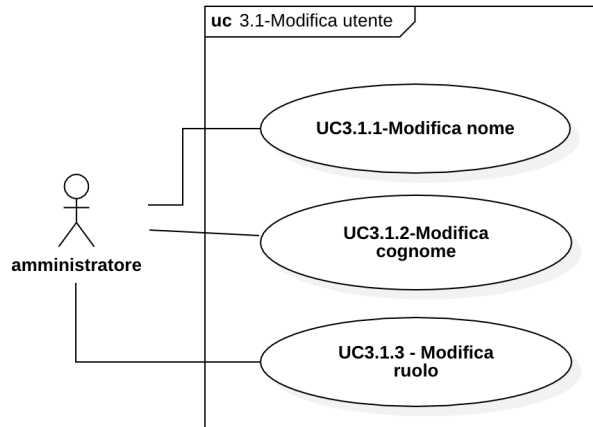 uc 3.1-Modifica utente
UC3.1.1-Modifica nome
UC3.1.2-Modifica
cognome
amministratore
UC3.1.3 - Modifica
ruolo